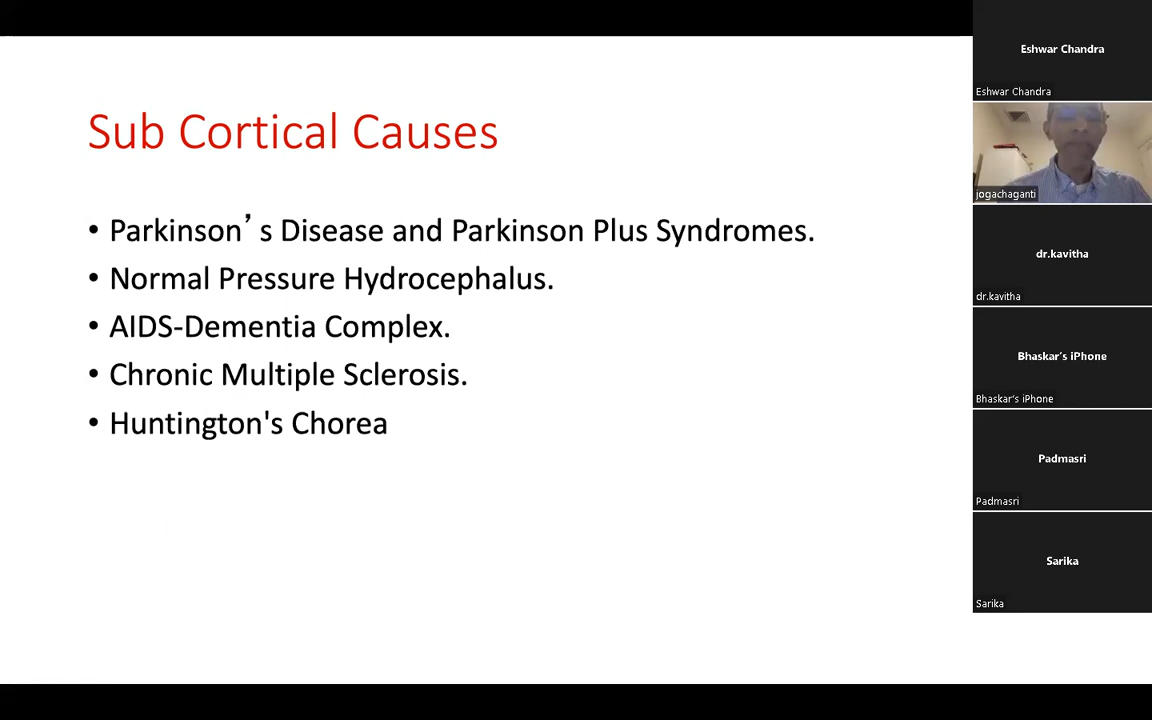 Sub Cortical Causes
• Parkinson’s Disease and Parkinson Plus Syndromes.
• Normal Pressure Hydrocephalus.
• AIDS-Dementia Complex.
• Chronic Multiple Sclerosis.
• Huntington's Chorea
Eshwar Chandra
Eshwar Chandra
jogachaganti
dr.kavitha
dr.kavitha
Bhaskar's iPhone
Bhaskar's iPhone
Padmasri
Padmasri
Sarika
Sarika